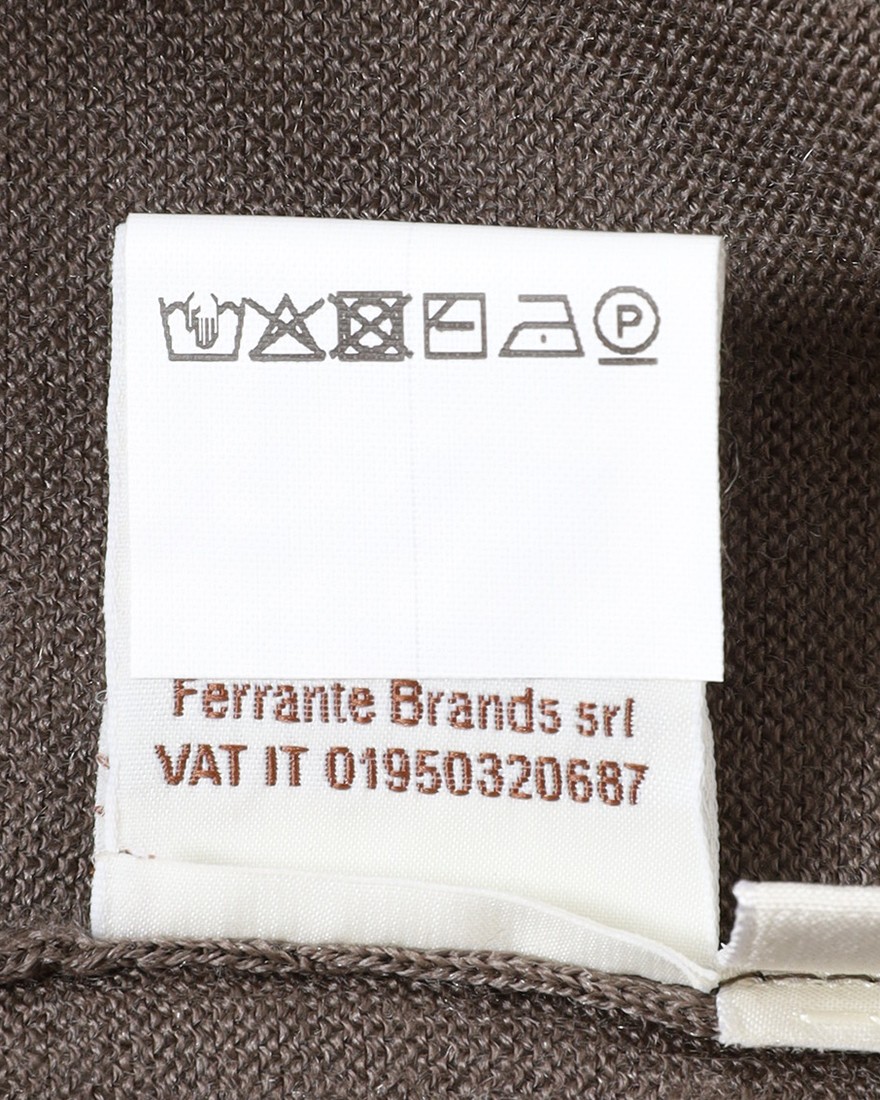 P
Ferrante Brands srl
VAT IT 01950320687